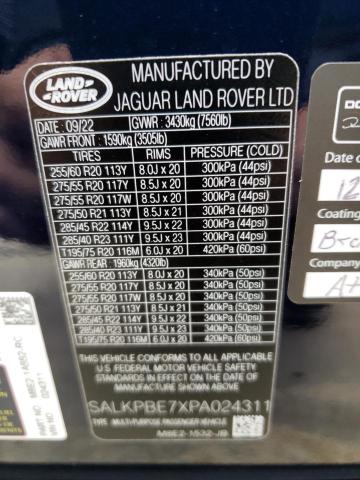 LAND ROVER
MANUFACTURED BY
JAGUAR LAND ROVER LTD
DATE : 09/22 GVWR : 3430kg (7560lb)
GAWR FRONT : 1590kg (3505lb)
TIRES RIMS PRESSURE (COLD)
255/60 R20 113Y 8.0J x 20 300kPa (44psi)
275/55 R20 117Y 8.5J x 20 300kPa (44psi)
275/55 R20 117W 8.5J x 20 300kPa (44psi)
275/50 R21 113Y 8.5J x 21 300kPa (44psi)
285/45 R22 114Y 9.5J x 22 300kPa (44psi)
285/40 R23 111Y 9.5J x 23 300kPa (44psi)
T195/75 R20 116M 6.0J x 20 420kPa (60psi)
GAWR REAR : 1960kg (4320lb)
255/60 R20 113Y 8.0J x 20 340kPa (50psi)
275/55 R20 117Y 8.5J x 20 340kPa (50psi)
275/55 R20 117W 8.5J x 20 340kPa (50psi)
275/50 R21 113Y 8.5J x 21 340kPa (50psi)
285/45 R22 114Y 9.5J x 22 340kPa (50psi)
285/40 R23 111Y 9.5J x 23 340kPa (50psi)
T195/75 R20 116M 6.0J x 20 420kPa (60psi)
THIS VEHICLE CONFORMS TO ALL APPLICABLE
U.S FEDERAL MOTOR VEHICLE SAFETY
STANDARDS IN EFFECT ON THE DATE OF
MANUFACTURE SHOWN ABOVE.
SALKPBE7XPA024311
TYPE : MULTI-PURPOSE PASSENGER VEHICLE
M8E2-1532-JB
Date o
12
Coating
Company